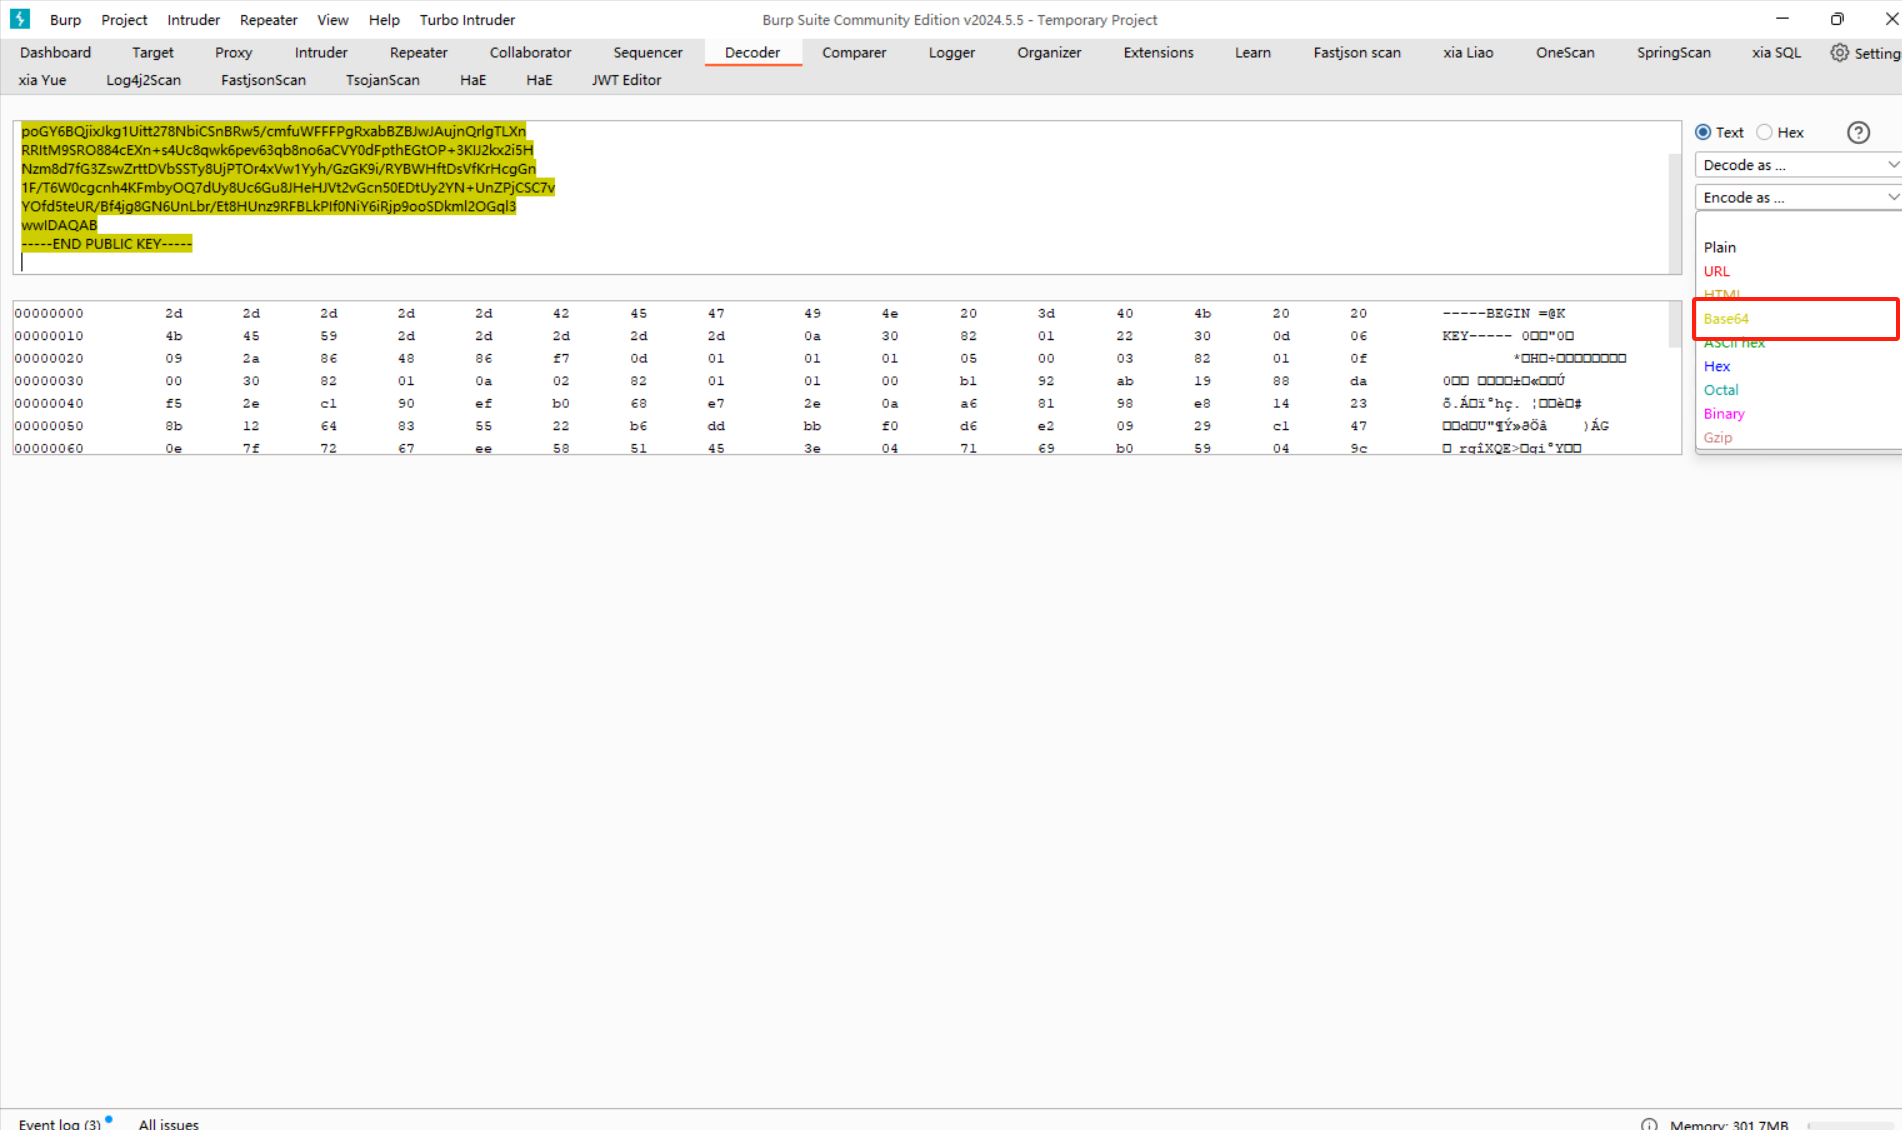 Burp Project Intruder Repeater View Help Turbo Intruder Burp Suite Community Edition v2024.5.5 - Temporary Project
Dashboard Target Proxy Intruder Repeater Collaborator Sequencer Decoder Comparer Logger Organizer Extensions Learn Fastjson scan xia Liao OneScan SpringScan xia SQL Setting
xia Yue Log4j2Scan FastjsonScan TsojanScan HaE HaE JWT Editor
poGY6BQjixJkg1Uitt278NbiCSnBRw5/cmfuWFFFPgRxabBZBJwJAujnQrlgTLXn
RRItM9SRO884cEXn+s4Uc8qwk6pev63qb8no6aCVY0dFpthEGtOP+3KIJ2kx2i5H
Nzm8d7fG3ZswZrttDVbSSTy8UjPTOr4xVw1Yyh/GzGK9i/RYBWHftDsVfKrHcgGn
1F/T6W0cgcnh4KFmbyOQ7dUy8Uc6Gu8JHeHJVt2vGcn50EDtUy2YN+UnZPjCSC7v
YOfd5teUR/Bf4jg8GN6UnLbr/Et8HUnz9RFBLkPIf0NiY6iRjp9ooSDkml2OGql3
wwIDAQAB
-----END PUBLIC KEY-----
Text Hex
Decode as ...
Encode as ...
Plain
URL
HTML
Base64
ASCII hex
Hex
Octal
Binary
Gzip
00000000 2d 2d 2d 2d 2d 42 45 47 49 4e 20 3d 40 4b 20 20 -----BEGIN =@K
00000010 4b 45 59 2d 2d 2d 2d 2d 0a 30 82 01 22 30 0d 06 KEY----- 0□□"0□
00000020 09 2a 86 48 86 f7 0d 01 01 01 05 00 03 82 01 0f *□H□÷□□□□□□□□
00000030 00 30 82 01 0a 02 82 01 01 00 b1 92 ab 19 88 da 0□□ □□□□±□«□□Ú
00000040 f5 2e c1 90 ef b0 68 e7 2e 0a a6 81 98 e8 14 23 õ.Á□ï°hç. ¦□□è□#
00000050 8b 12 64 83 55 22 b6 dd bb f0 d6 e2 09 29 c1 47 □□d□U"¶Ý»ðÖâ )ÁG
00000060 0e 7f 72 67 ee 58 51 45 3e 04 71 69 b0 59 04 9c □ rgîXQE>□qi°Y□□
Event log (3) All issues Memory: 301.7MB